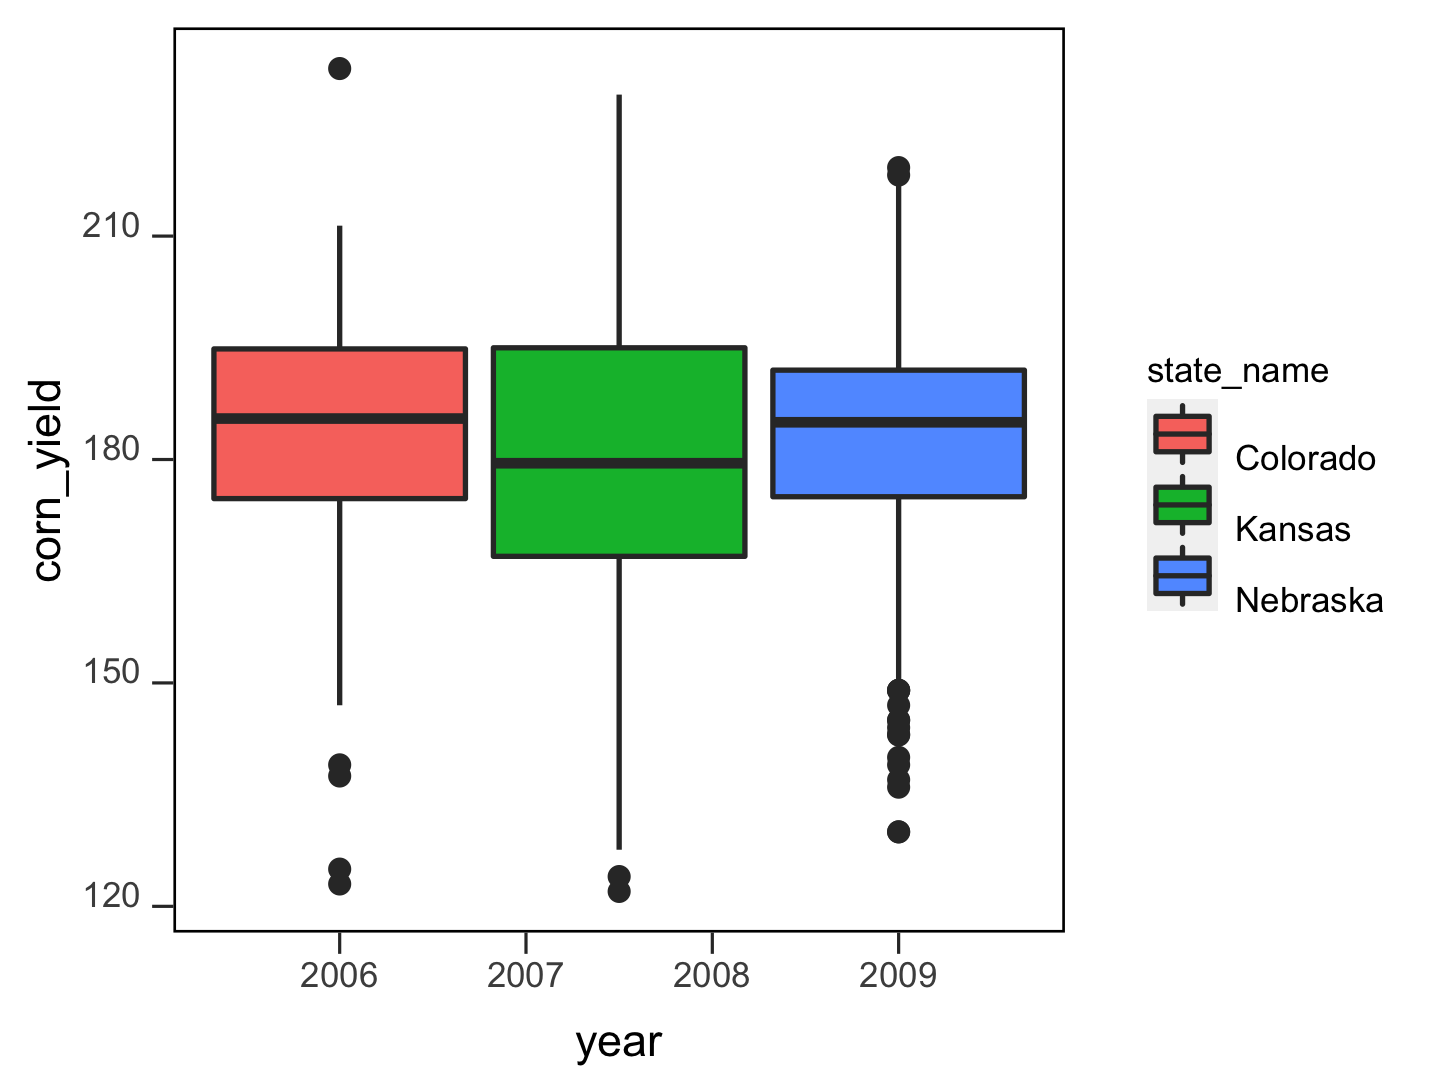 corn_yield
210
180
150
120
2006 2007 2008 2009
year
state_name
Colorado
Kansas
Nebraska